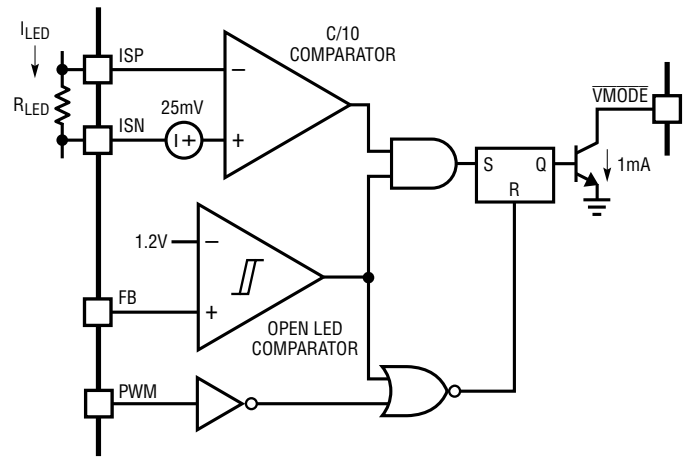 I_LED
R_LED
ISP
ISN
25mV
I +
−
+
C/10
COMPARATOR
VMODE
1mA
S
Q
R
1.2V
−
+
FB
OPEN LED
COMPARATOR
PWM